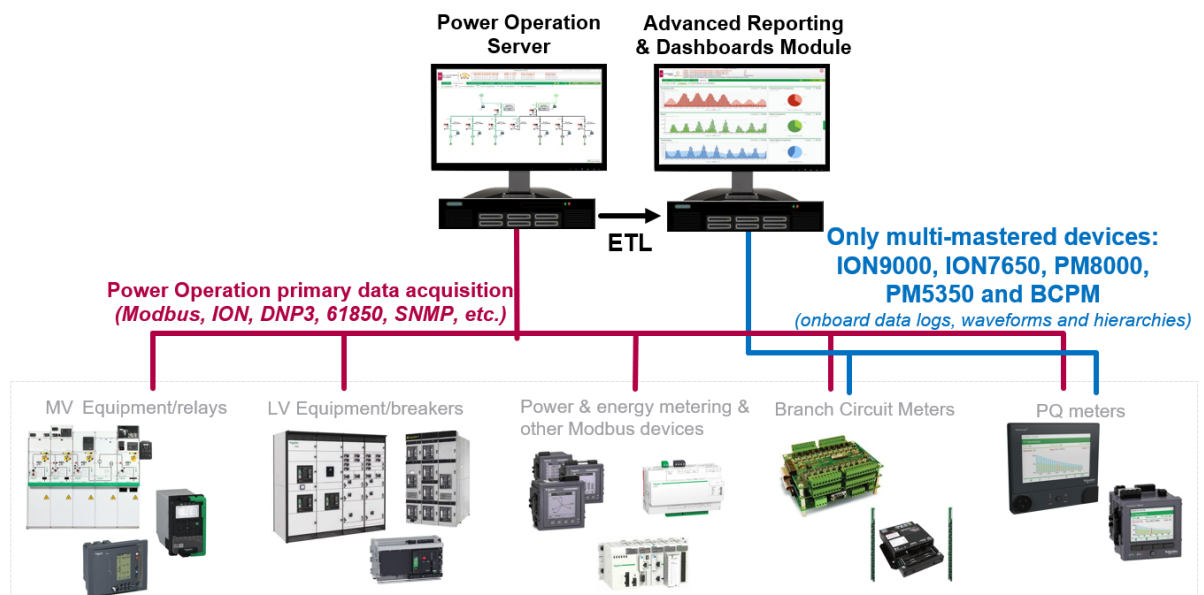 Power Operation
Server
Advanced Reporting
& Dashboards Module
ETL
Only multi-mastered devices:
ION9000, ION7650, PM8000,
PM5350 and BCPM
(onboard data logs, waveforms and hierarchies)
Power Operation primary data acquisition
(Modbus, ION, DNP3, 61850, SNMP, etc.)
MV Equipment/relays
LV Equipment/breakers
Power & energy metering &
other Modbus devices
Branch Circuit Meters
PQ meters